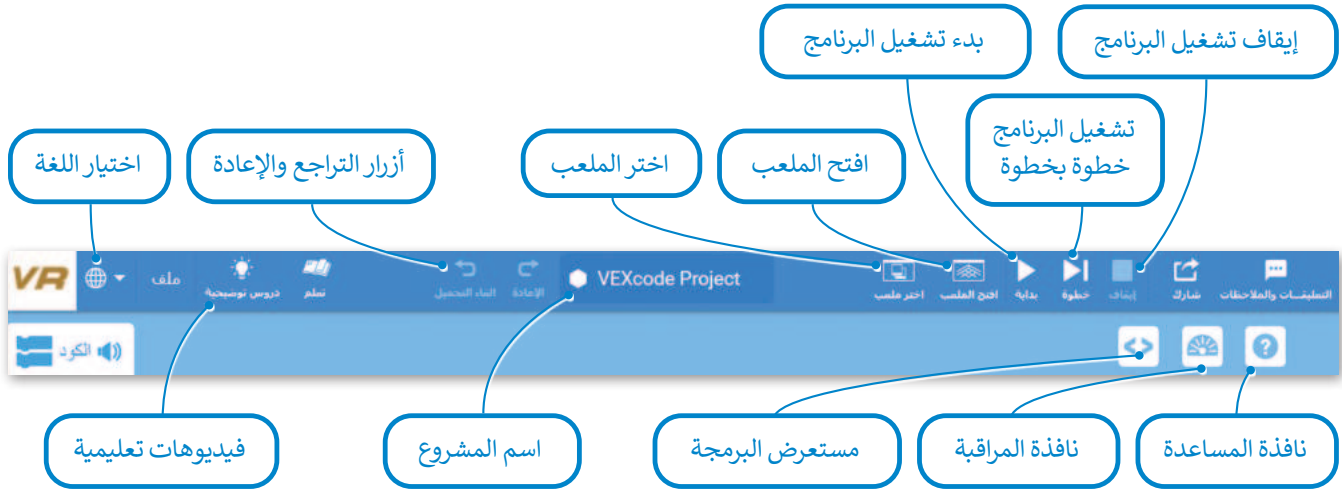 إيقاف تشغيل البرنامج
بدء تشغيل البرنامج
تشغيل البرنامج
خطوة بخطوة
افتح الملعب
اختر الملعب
أزرار التراجع والإعادة
اختيار اللغة
VR
ملف
دروس توضيحية
تعلم
الغاء التحميل
الإعادة
VEXcode Project
اختر ملعب
افتح الملعب
بداية
خطوة
إيقاف
شارك
التعليقات والملاحظات
الكود
نافذة المساعدة
نافذة المراقبة
مستعرض البرمجة
اسم المشروع
فيديوهات تعليمية